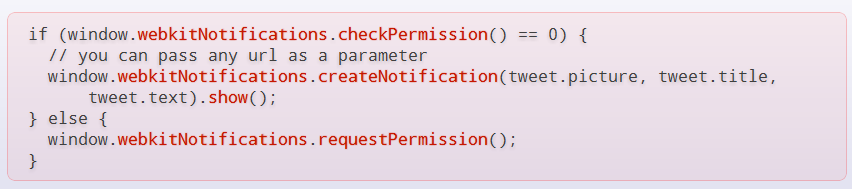 if (window.webkitNotifications.checkPermission() == 0) {
  // you can pass any url as a parameter
  window.webkitNotifications.createNotification(tweet.picture, tweet.title,
      tweet.text).show();
} else {
  window.webkitNotifications.requestPermission();
}